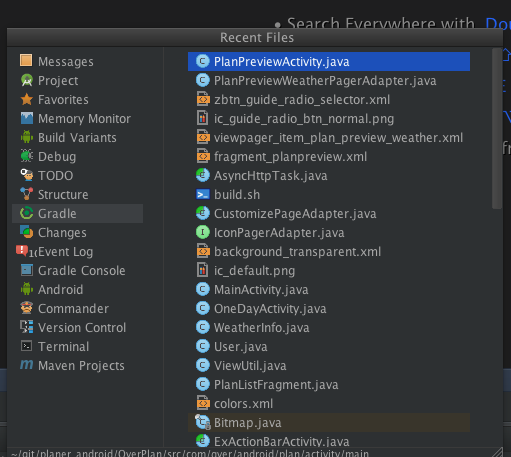 • Search Everywhere with Do
Recent Files
Messages
Project
Favorites
Memory Monitor
Build Variants
Debug
TODO
Structure
Gradle
Changes
Event Log
Gradle Console
Android
Commander
Version Control
Terminal
Maven Projects
PlanPreviewActivity.java
PlanPreviewWeatherPagerAdapter.java
zbtn_guide_radio_selector.xml
ic_guide_radio_btn_normal.png
viewpager_item_plan_preview_weather.xml
fragment_planpreview.xml
AsyncHttpTask.java
build.sh
CustomizePageAdapter.java
IconPagerAdapter.java
background_transparent.xml
ic_default.png
MainActivity.java
OneDayActivity.java
WeatherInfo.java
User.java
ViewUtil.java
PlanListFragment.java
colors.xml
Bitmap.java
ExActionBarActivity.java
~/git/planer_android/OverPlan/src/com/over/android/plan/activity/main